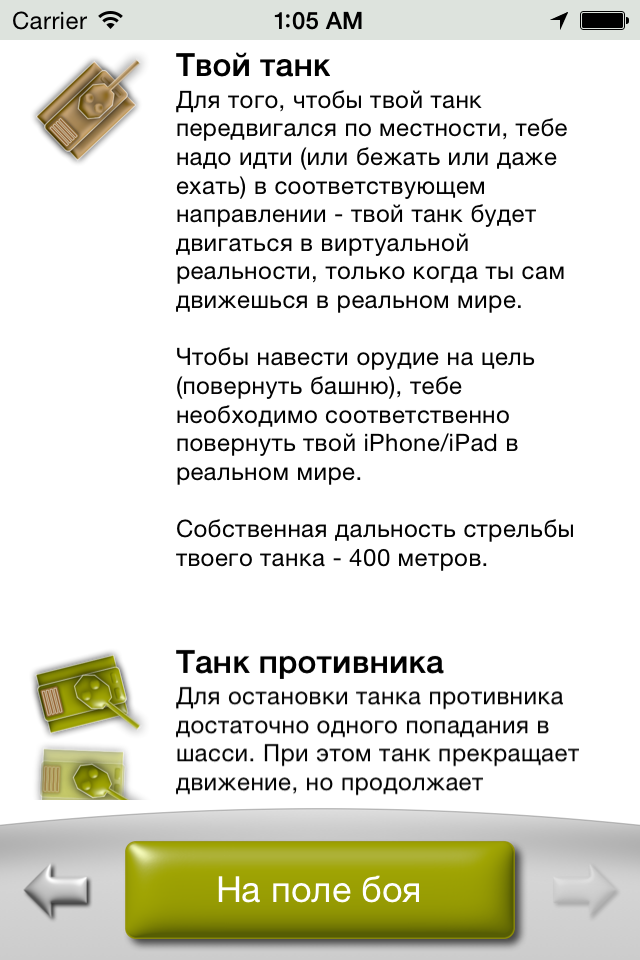 Carrier 1:05 AM
Твой танк
Для того, чтобы твой танк
передвигался по местности, тебе
надо идти (или бежать или даже
ехать) в соответствующем
направлении - твой танк будет
двигаться в виртуальной
реальности, только когда ты сам
движешься в реальном мире.
Чтобы навести орудие на цель
(повернуть башню), тебе
необходимо соответственно
повернуть твой iPhone/iPad в
реальном мире.
Собственная дальность стрельбы
твоего танка - 400 метров.
Танк противника
Для остановки танка противника
достаточно одного попадания в
шасси. При этом танк прекращает
движение, но продолжает
На поле боя